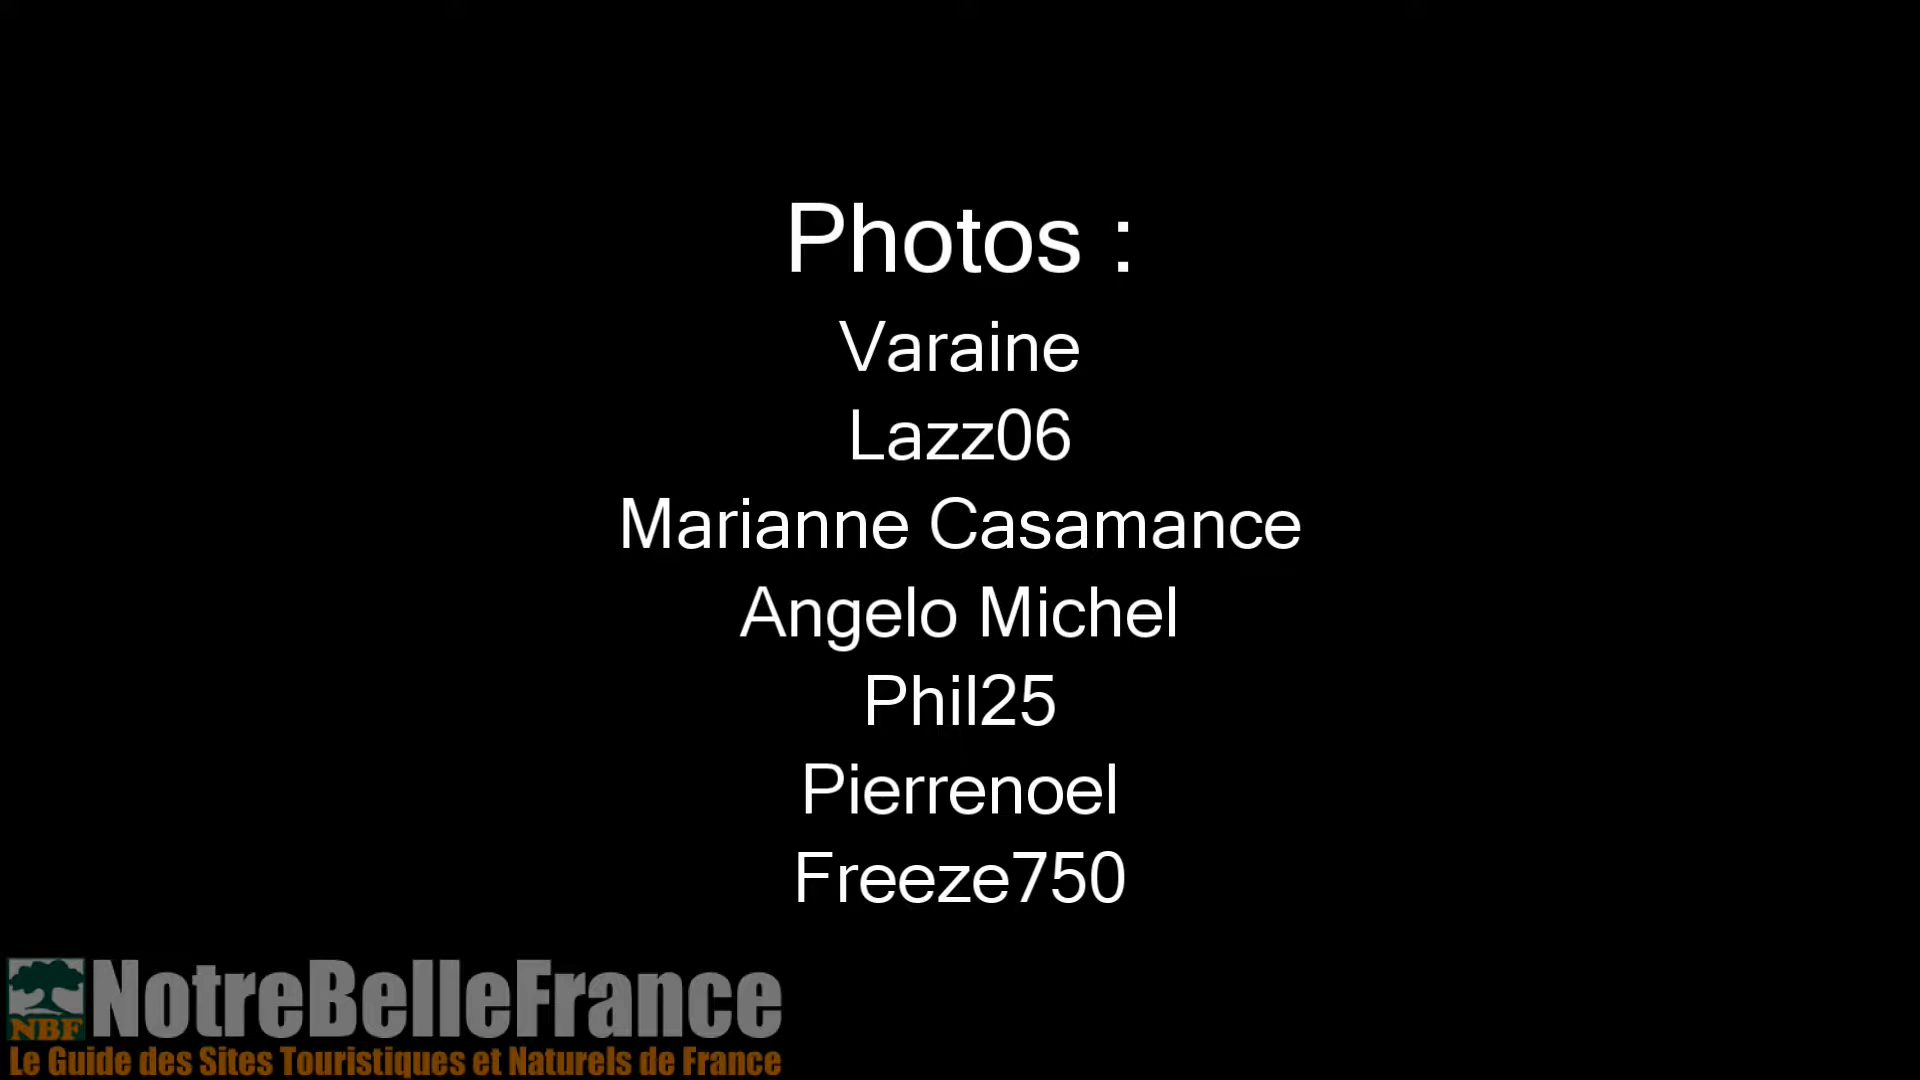 Photos :
Varaine
Lazz06
Marianne Casamance
Angelo Michel
Phil25
Pierrenoel
Freeze750
NBF
NotreBelleFrance
Le Guide des Sites Touristiques et Naturels de France